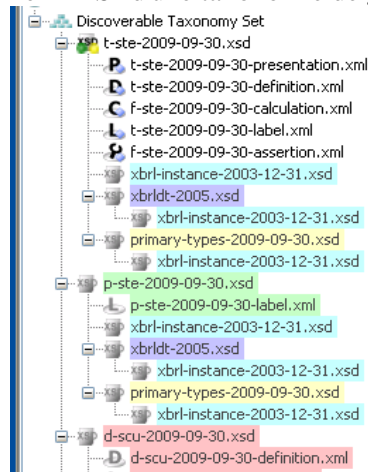 Discoverable Taxonomy Set
t-ste-2009-09-30.xsd
t-ste-2009-09-30-presentation.xml
t-ste-2009-09-30-definition.xml
f-ste-2009-09-30-calculation.xml
t-ste-2009-09-30-label.xml
f-ste-2009-09-30-assertion.xml
xbrl-instance-2003-12-31.xsd
xbrldt-2005.xsd
xbrl-instance-2003-12-31.xsd
primary-types-2009-09-30.xsd
xbrl-instance-2003-12-31.xsd
p-ste-2009-09-30.xsd
p-ste-2009-09-30-label.xml
xbrl-instance-2003-12-31.xsd
xbrldt-2005.xsd
xbrl-instance-2003-12-31.xsd
primary-types-2009-09-30.xsd
xbrl-instance-2003-12-31.xsd
d-scu-2009-09-30.xsd
d-scu-2009-09-30-definition.xml